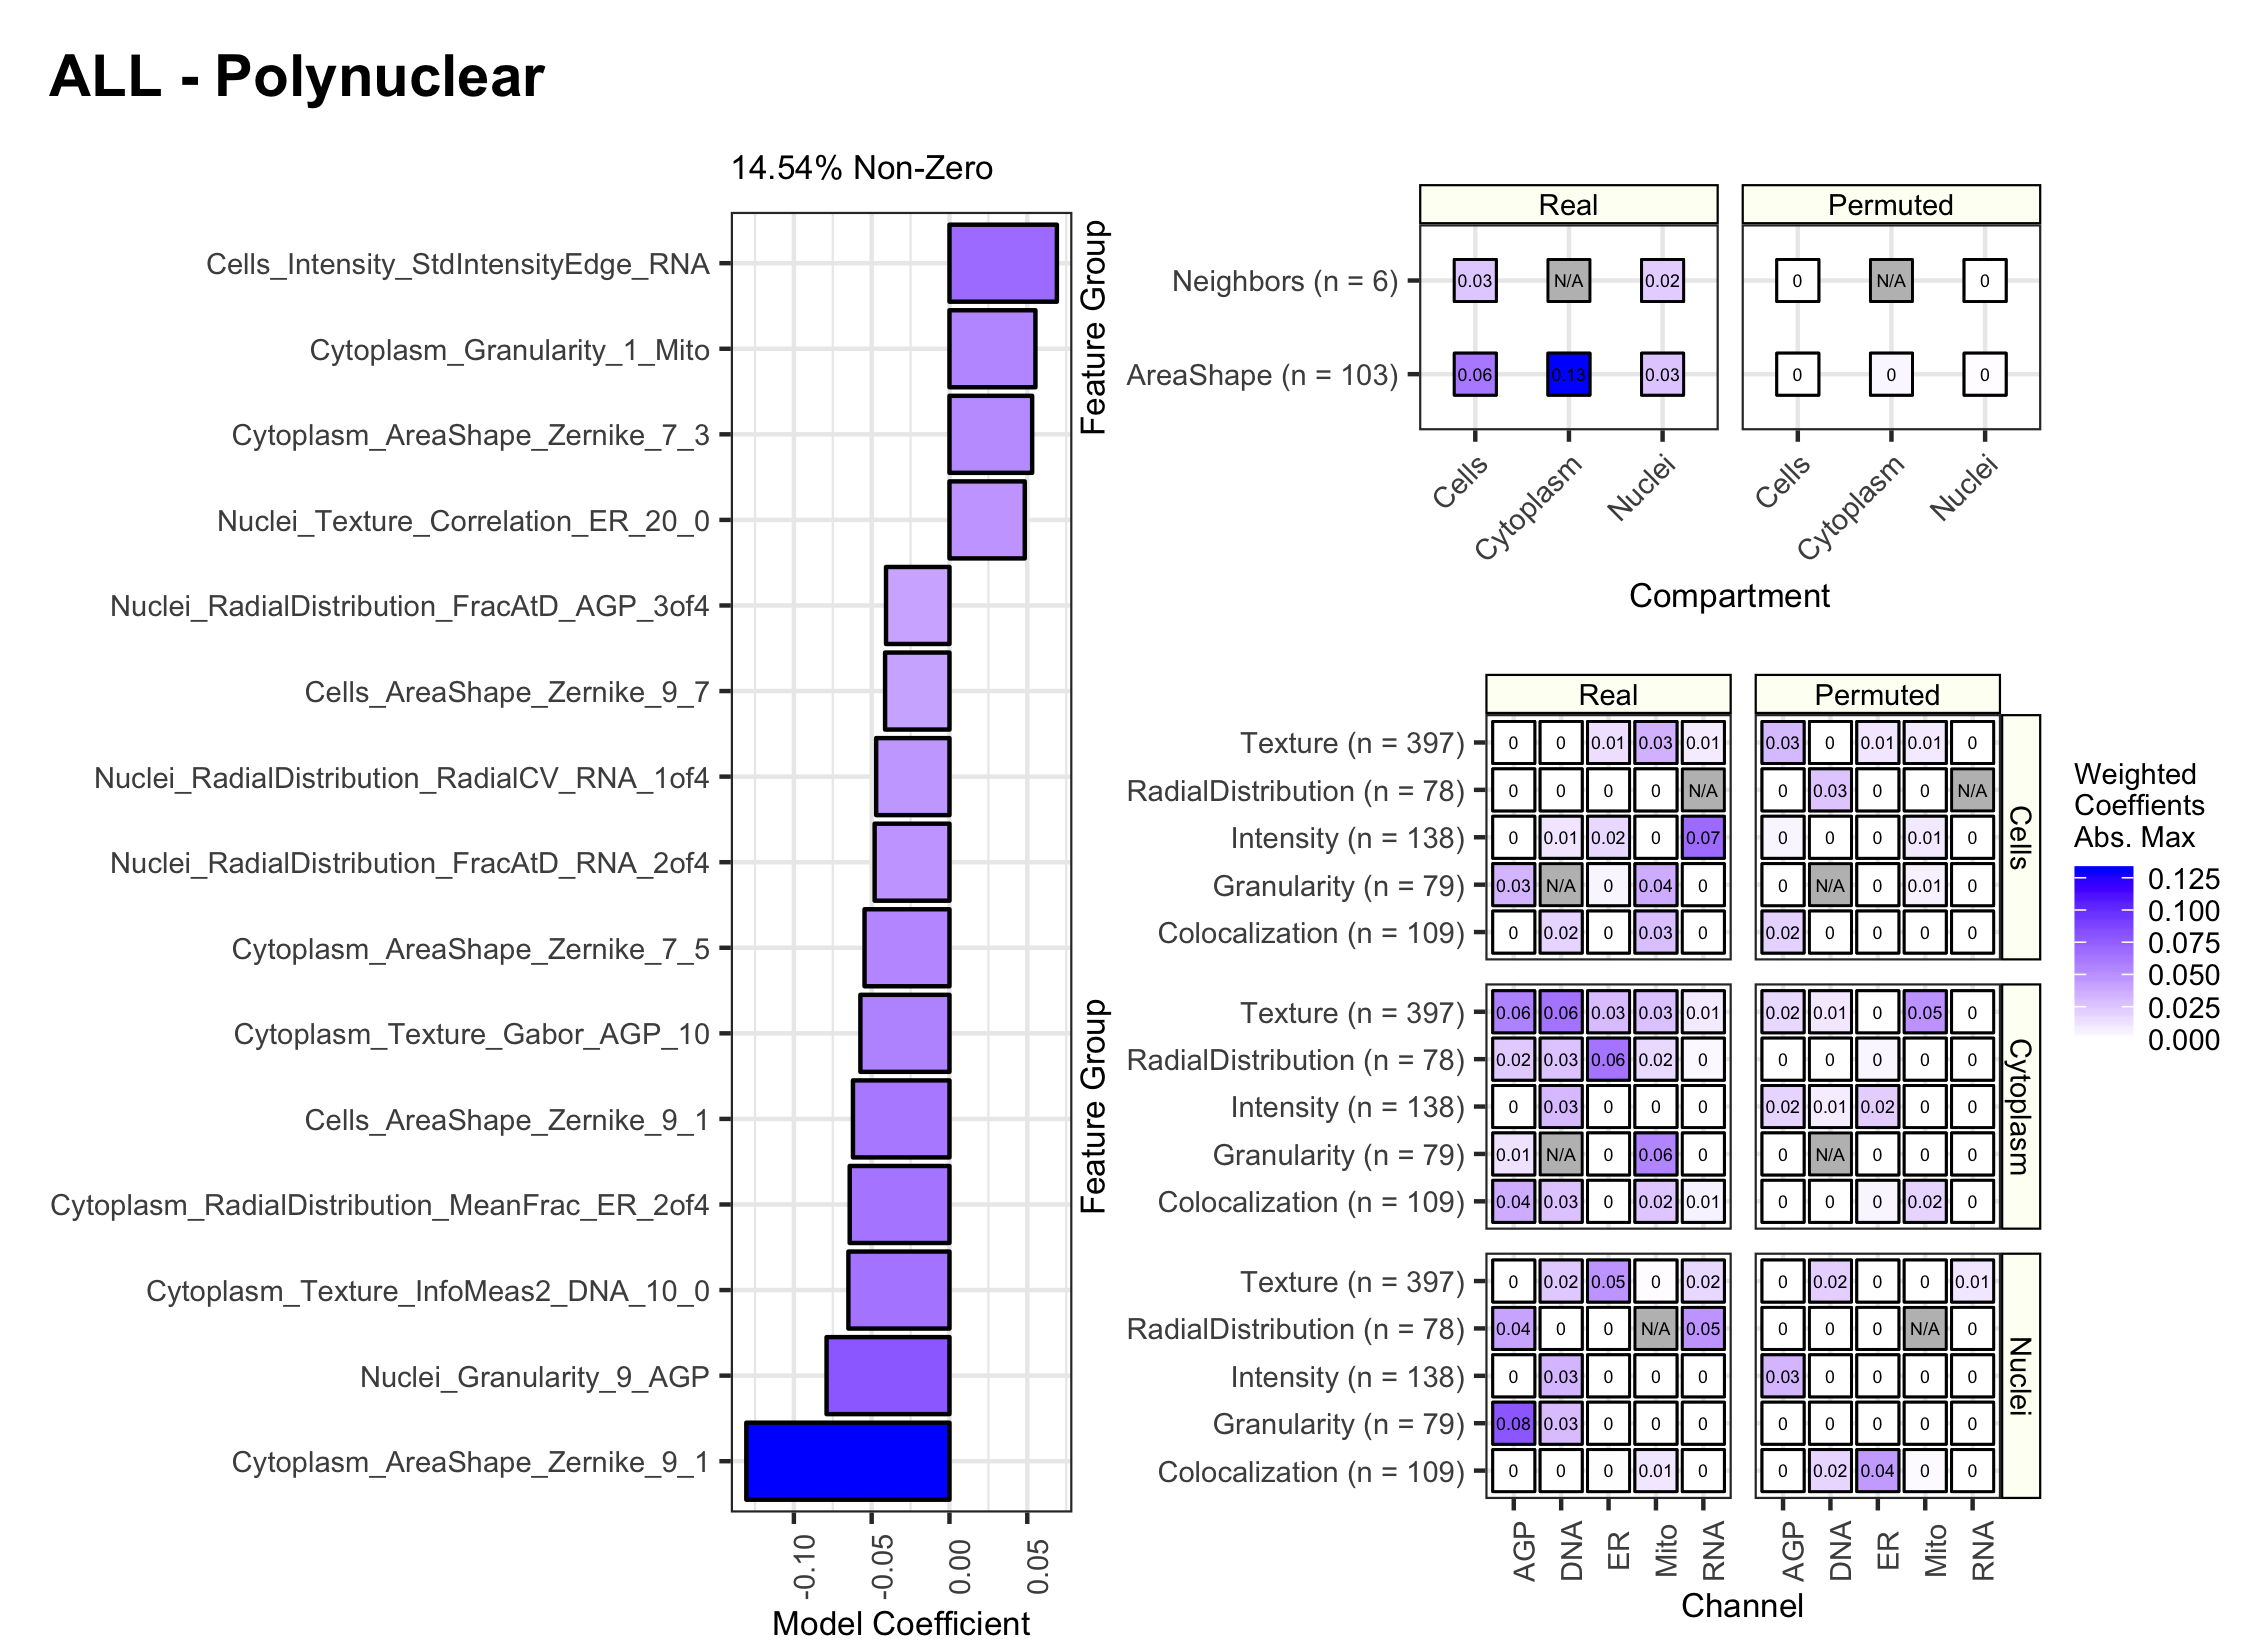 ALL - Polynuclear
14.54% Non-Zero
Cells_Intensity_StdIntensityEdge_RNA
Cytoplasm_Granularity_1_Mito
Cytoplasm_AreaShape_Zernike_7_3
Nuclei_Texture_Correlation_ER_20_0
Nuclei_RadialDistribution_FracAtD_AGP_3of4
Cells_AreaShape_Zernike_9_7
Nuclei_RadialDistribution_RadialCV_RNA_1of4
Nuclei_RadialDistribution_FracAtD_RNA_2of4
Cytoplasm_AreaShape_Zernike_7_5
Cytoplasm_Texture_Gabor_AGP_10
Cells_AreaShape_Zernike_9_1
Cytoplasm_RadialDistribution_MeanFrac_ER_2of4
Cytoplasm_Texture_InfoMeas2_DNA_10_0
Nuclei_Granularity_9_AGP
Cytoplasm_AreaShape_Zernike_9_1
-0.10 -0.05 0.00 0.05
Model Coefficient
Feature Group
Real Permuted
Neighbors (n = 6) 0.03 N/A 0.02 0 N/A 0
AreaShape (n = 103) 0.06 0.13 0.03 0 0 0
Cells Cytoplasm Nuclei Cells Cytoplasm Nuclei
Compartment
Feature Group
Real Permuted
Texture (n = 397) 0 0 0.01 0.03 0.01 0.03 0 0.01 0.01 0
RadialDistribution (n = 78) 0 0 0 0 N/A 0 0.03 0 0 N/A
Intensity (n = 138) 0 0.01 0.02 0 0.07 0 0 0 0.01 0
Granularity (n = 79) 0.03 N/A 0 0.04 0 0 N/A 0 0.01 0
Colocalization (n = 109) 0 0.02 0 0.03 0 0.02 0 0 0 0
Cells
Texture (n = 397) 0.06 0.06 0.03 0.03 0.01 0.02 0.01 0 0.05 0
RadialDistribution (n = 78) 0.02 0.03 0.06 0.02 0 0 0 0 0 0
Intensity (n = 138) 0 0.03 0 0 0 0.02 0.01 0.02 0 0
Granularity (n = 79) 0.01 N/A 0 0.06 0 0 N/A 0 0 0
Colocalization (n = 109) 0.04 0.03 0 0.02 0.01 0 0 0 0.02 0
Cytoplasm
Texture (n = 397) 0 0.02 0.05 0 0.02 0 0.02 0 0 0.01
RadialDistribution (n = 78) 0.04 0 0 N/A 0.05 0 0 0 N/A 0
Intensity (n = 138) 0 0.03 0 0 0 0.03 0 0 0 0
Granularity (n = 79) 0.08 0.03 0 0 0 0 0 0 0 0
Colocalization (n = 109) 0 0 0 0.01 0 0 0.02 0.04 0 0
Nuclei
AGP DNA ER Mito RNA AGP DNA ER Mito RNA
Channel
Weighted
Coeffients
Abs. Max
0.125
0.100
0.075
0.050
0.025
0.000